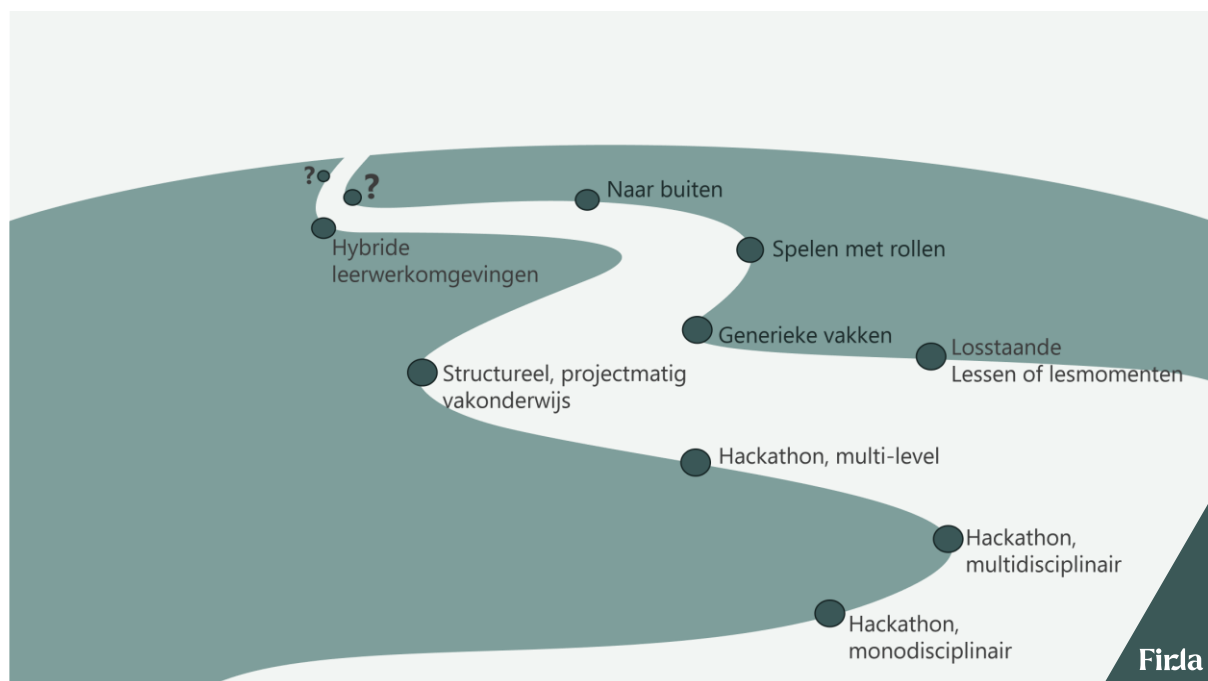 ?
?
Naar buiten
Hybride
leerwerkomgevingen
Spelen met rollen
Generieke vakken
Losstaande
Lessen of lesmomenten
Structureel, projectmatig
vakonderwijs
Hackathon, multi-level
Hackathon,
multidisciplinair
Hackathon,
monodisciplinair
Firda